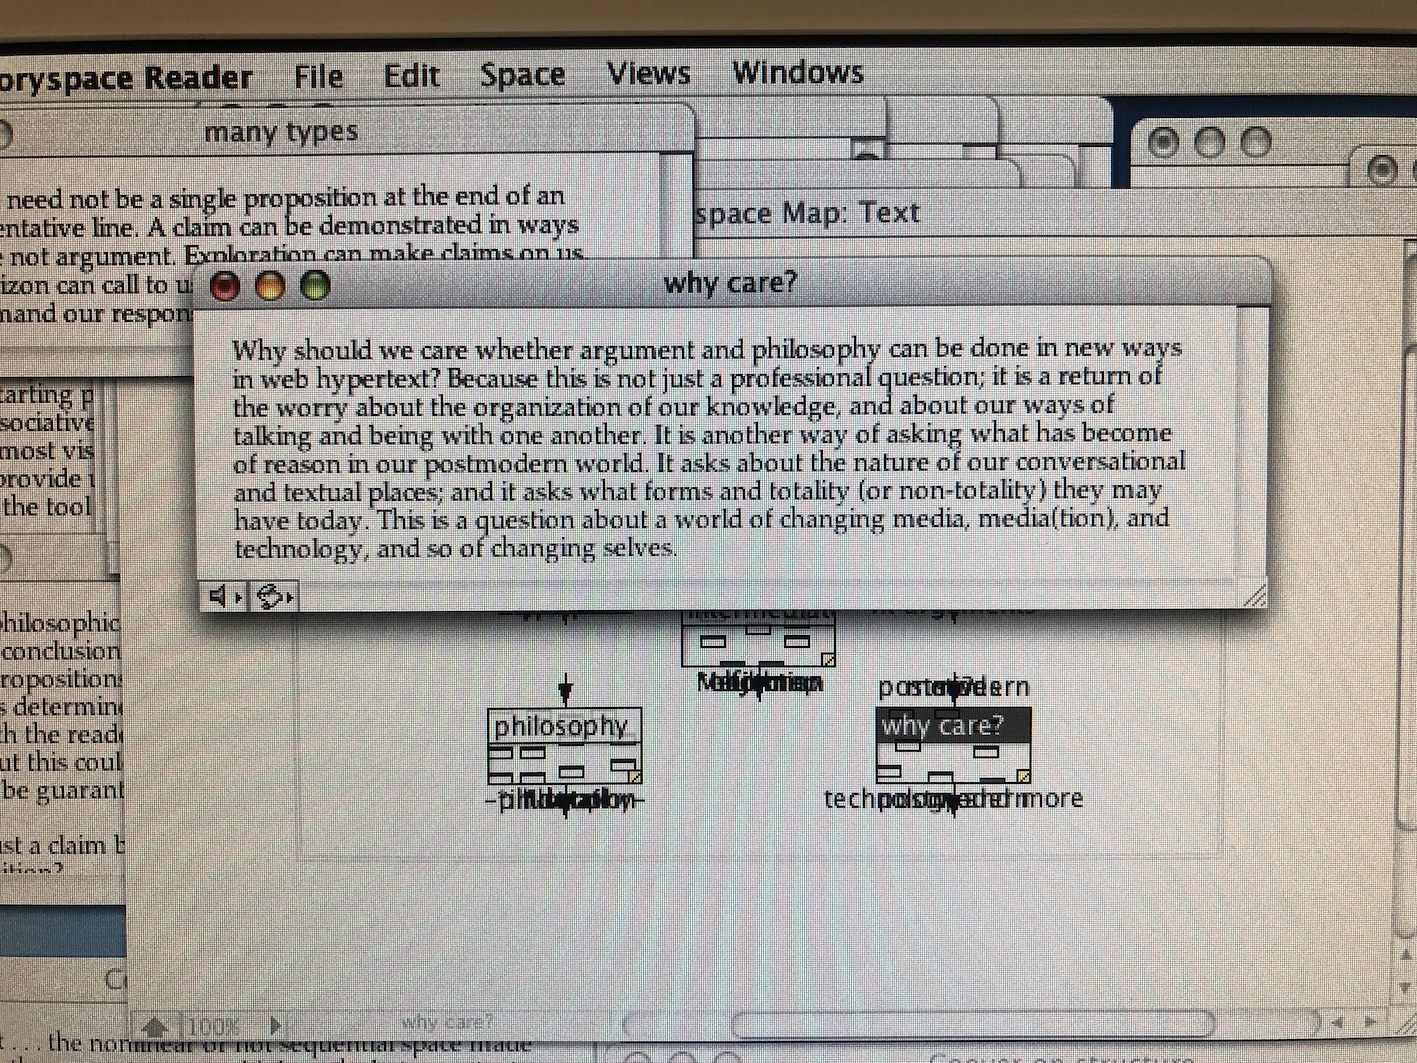 oryspace Reader File Edit Space Views Windows
many types
need not be a single proposition at the end of an
entative line. A claim can be demonstrated in ways
not argument. Exploration can make claims on us.
izon can call to u
mand our respon
space Map: Text
why care?
Why should we care whether argument and philosophy can be done in new ways
in web hypertext? Because this is not just a professional question; it is a return of
the worry about the organization of our knowledge, and about our ways of
talking and being with one another. It is another way of asking what has become
of reason in our postmodern world. It asks about the nature of our conversational
and textual places; and it asks what forms and totality (or non-totality) they may
have today. This is a question about a world of changing media, media(tion), and
technology, and so of changing selves.
tarting p
sociative
most vis
provide
the tool
hilosophic
conclusion
ropositions
s determin
h the read
ut this coul
be guarant
ust a claim b
ition?
philosophy
why care?
100%
why care?
... the nonlinear or not sequential space made